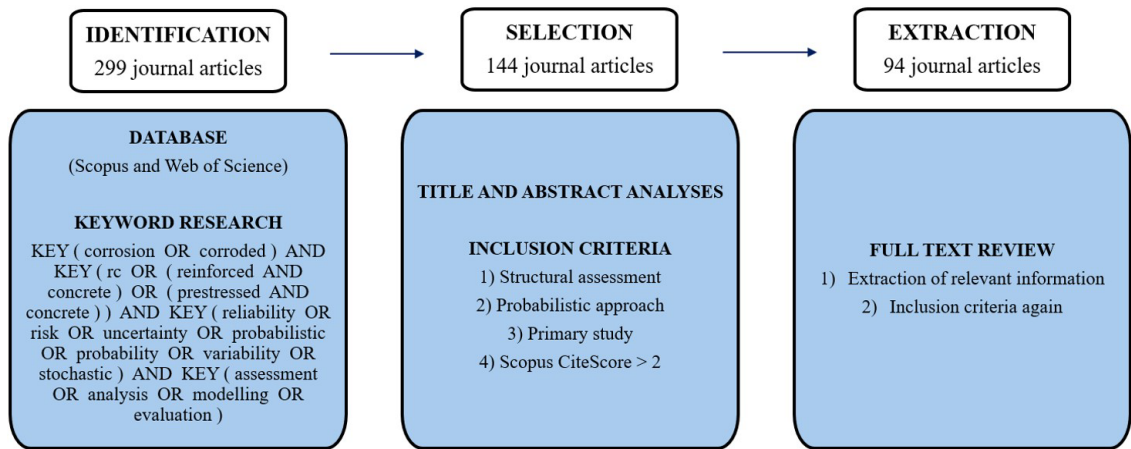 IDENTIFICATION
299 journal articles
SELECTION
144 journal articles
EXTRACTION
94 journal articles
DATABASE
(Scopus and Web of Science)
KEYWORD RESEARCH
KEY ( corrosion OR corroded ) AND
KEY ( rc OR ( reinforced AND
concrete ) OR ( prestressed AND
concrete ) ) AND KEY ( reliability OR
risk OR uncertainty OR probabilistic
OR probability OR variability OR
stochastic ) AND KEY ( assessment
OR analysis OR modelling OR
evaluation )
TITLE AND ABSTRACT ANALYSES
INCLUSION CRITERIA
1) Structural assessment
2) Probabilistic approach
3) Primary study
4) Scopus CiteScore > 2
FULL TEXT REVIEW
1) Extraction of relevant information
2) Inclusion criteria again